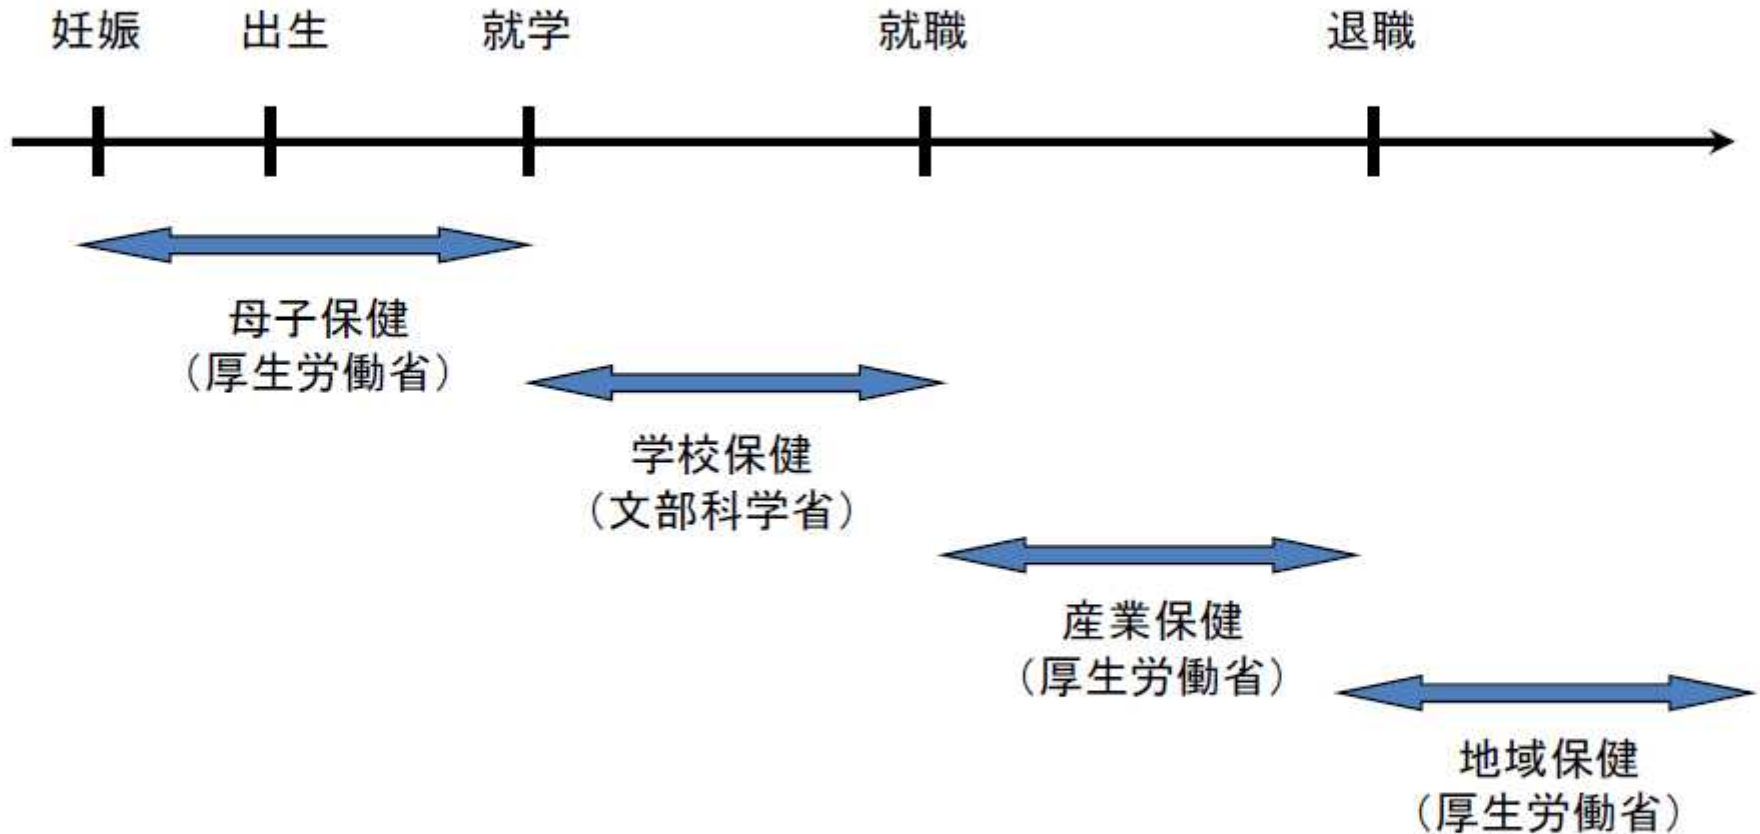 妊娠 出生 就学 就職 退職
母子保健
（厚生労働省）
学校保健
（文部科学省）
産業保健
（厚生労働省）
地域保健
（厚生労働省）